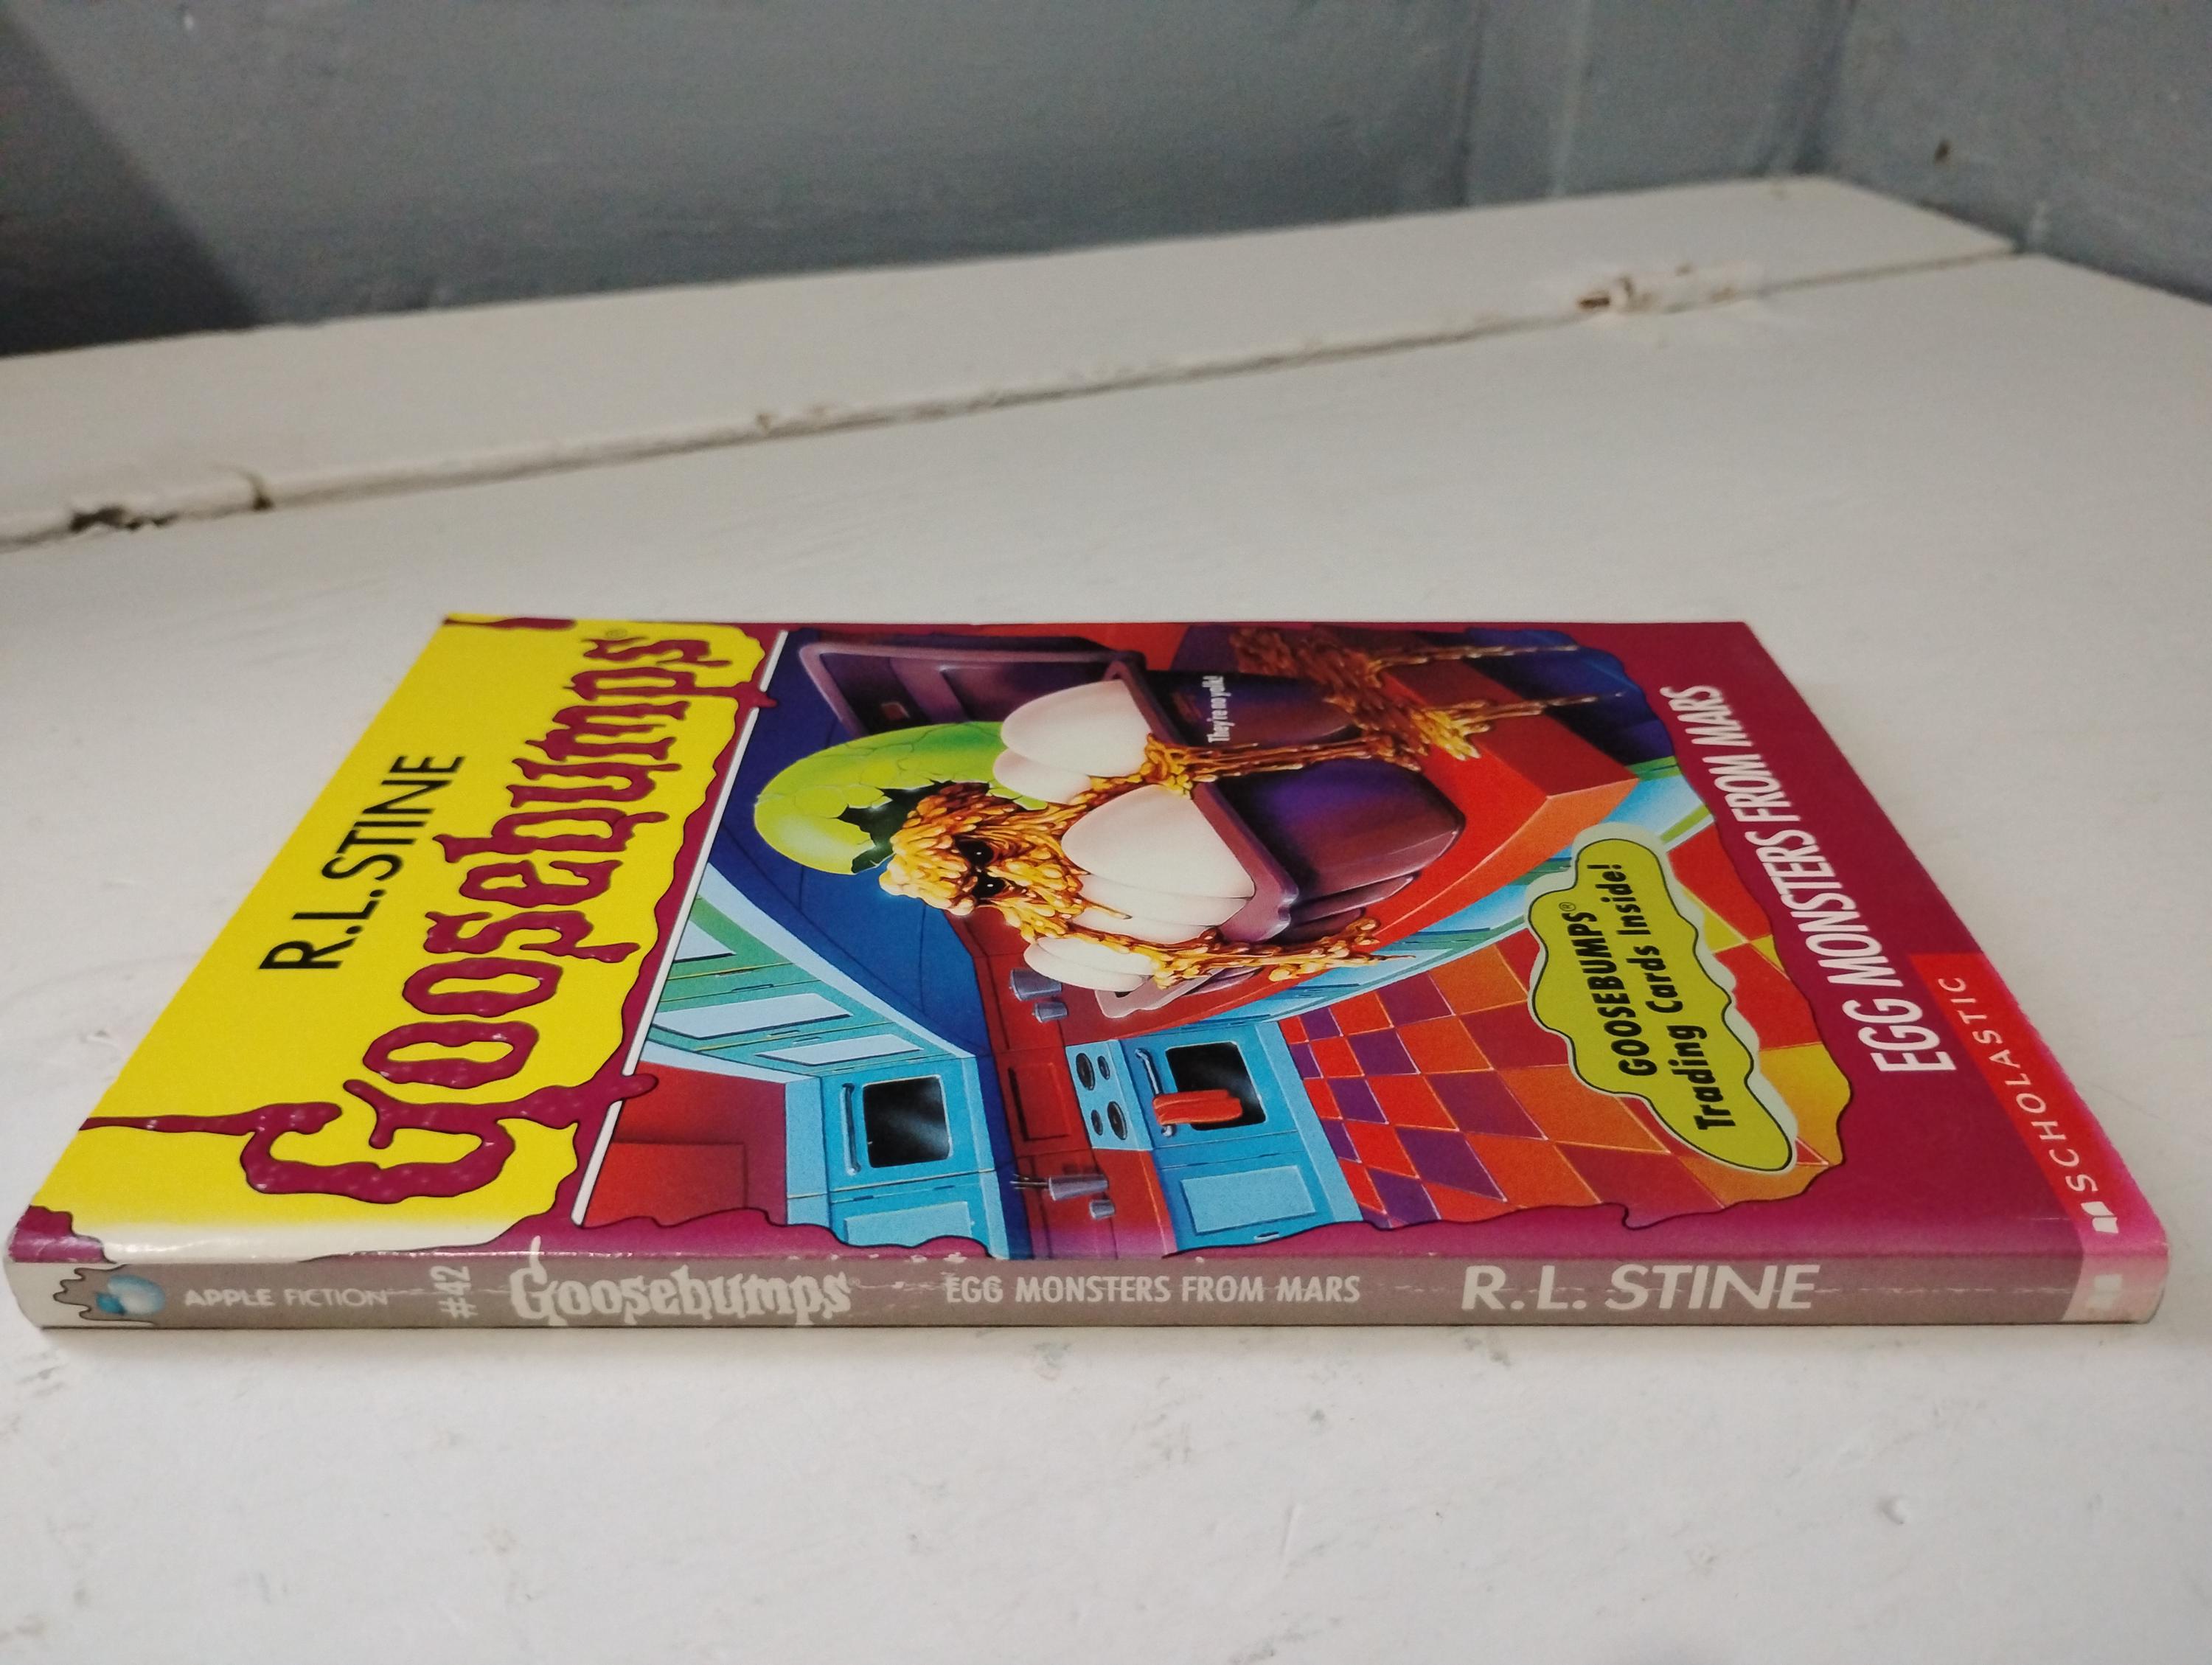 R.L. STINE
Goosebumps®
They're no yolk!
GOOSEBUMPS®
Trading Cards Inside!
EGG MONSTERS FROM MARS
SCHOLASTIC
APPLE FICTION #42 Goosebumps® EGG MONSTERS FROM MARS R.L. STINE